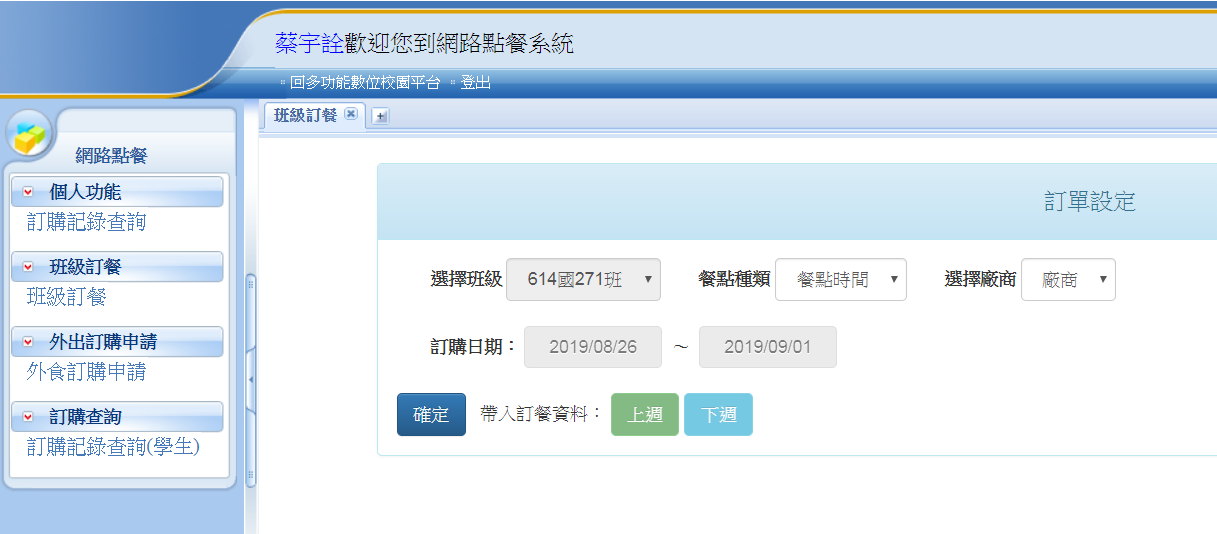 蔡宇詮歡迎您到網路點餐系統
回多功能數位校園平台 登出
班級訂餐
網路點餐
個人功能
訂購記錄查詢
班級訂餐
班級訂餐
外出訂購申請
外食訂購申請
訂購查詢
訂購記錄查詢(學生)
訂單設定
選擇班級 614國271班 餐點種類 餐點時間 選擇廠商 廠商
訂購日期： 2019/08/26 ～ 2019/09/01
確定 帶入訂餐資料： 上週 下週